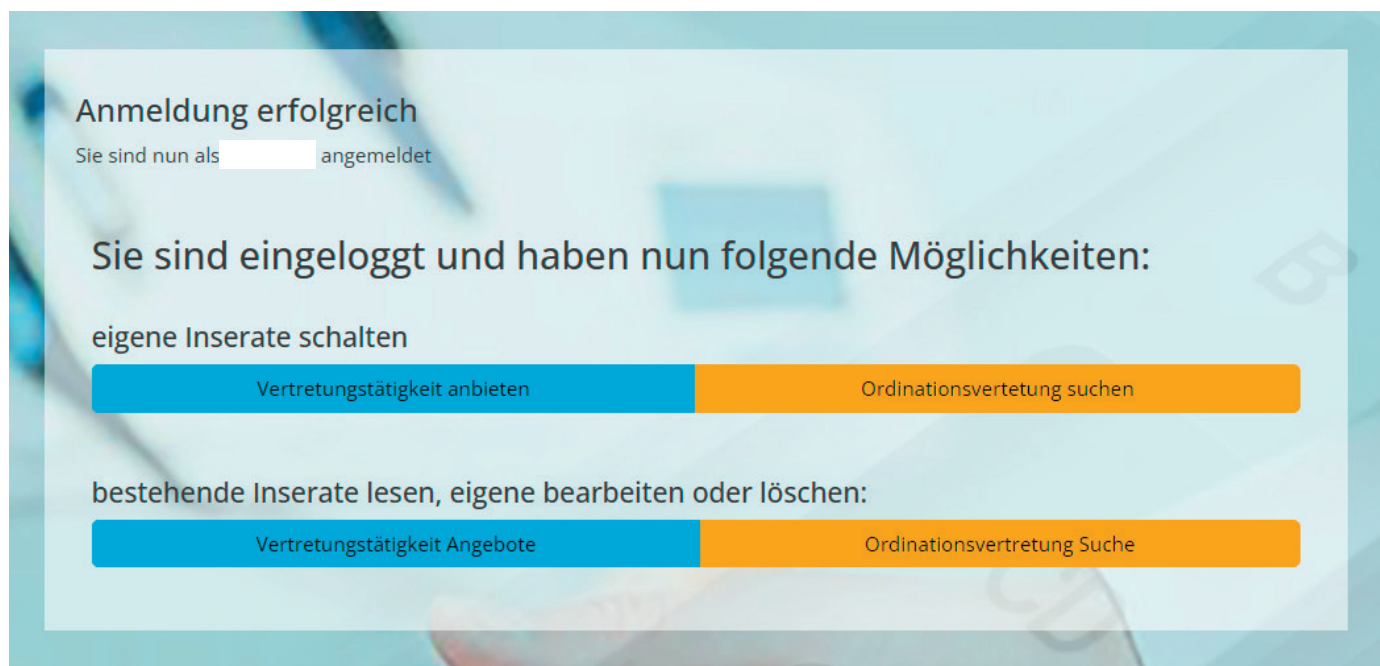 Anmeldung erfolgreich
Sie sind nun als angemeldet
Sie sind eingeloggt und haben nun folgende Möglichkeiten:
eigene Inserate schalten
Vertretungstätigkeit anbieten Ordinationsvertetung suchen
bestehende Inserate lesen, eigene bearbeiten oder löschen:
Vertretungstätigkeit Angebote Ordinationsvertretung Suche
B
CD